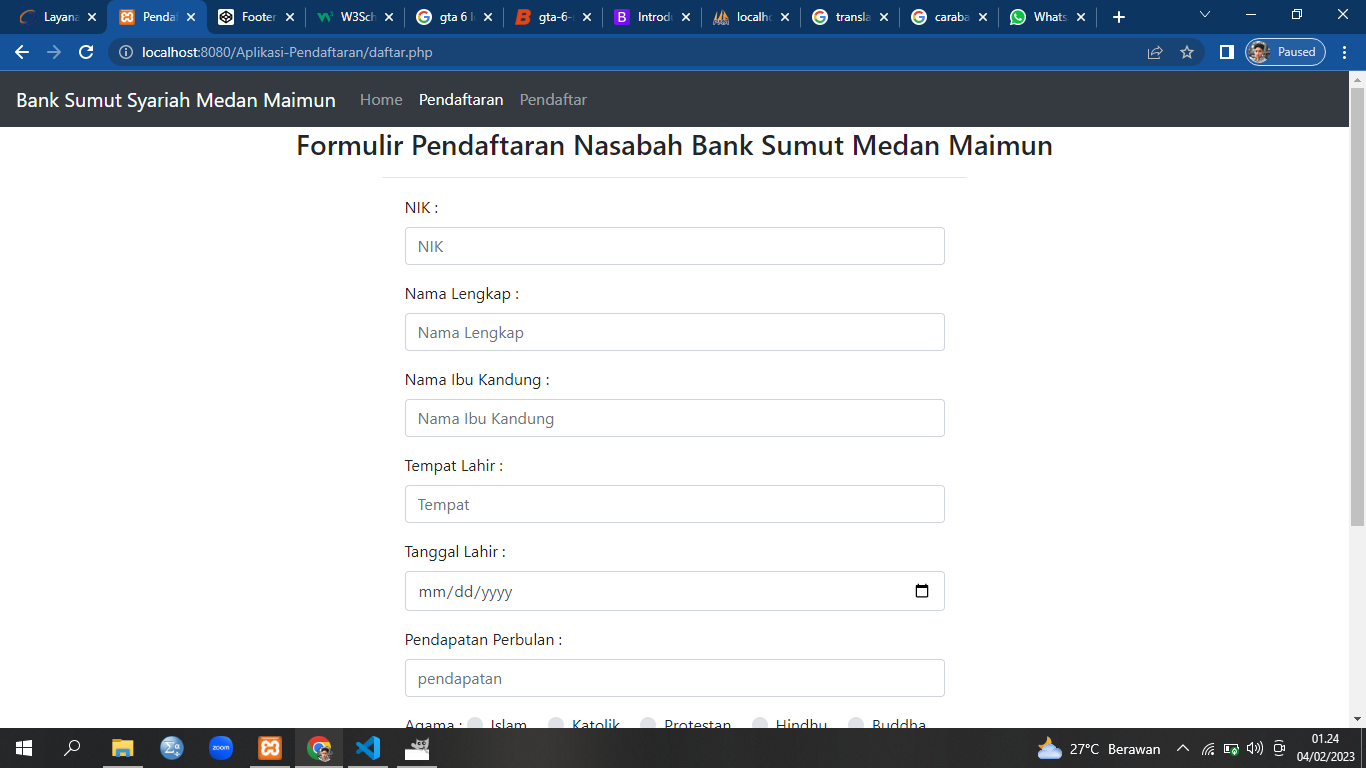 Layana
Pendaf
Footer
W3Sch
gta 6 l
gta-6-
Introdu
localho
transla
caraba
Whats
localhost:8080/Aplikasi-Pendaftaran/daftar.php
Paused
Bank Sumut Syariah Medan Maimun Home Pendaftaran Pendaftar
Formulir Pendaftaran Nasabah Bank Sumut Medan Maimun
NIK :
NIK
Nama Lengkap :
Nama Lengkap
Nama Ibu Kandung :
Nama Ibu Kandung
Tempat Lahir :
Tempat
Tanggal Lahir :
mm/dd/yyyy
Pendapatan Perbulan :
pendapatan
Agama : Islam Katolik Protestan Hindhu Buddha
zoom
27°C Berawan
01.24
04/02/2023